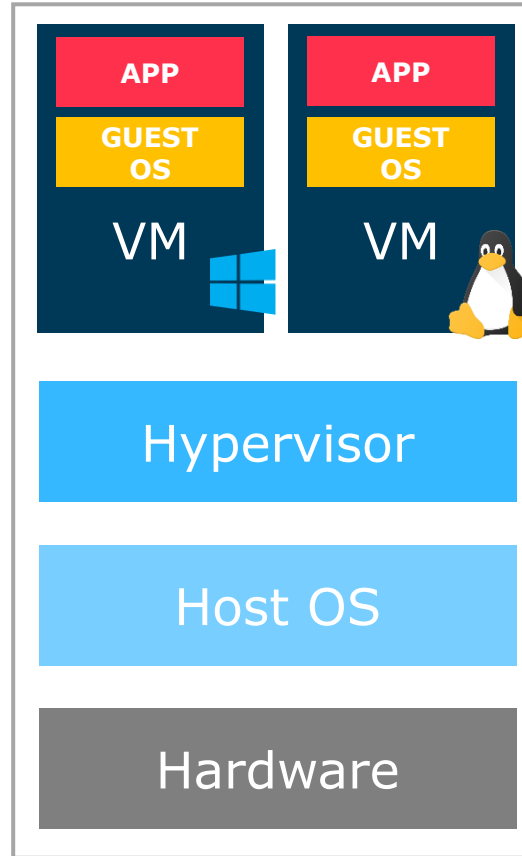 APP
GUEST
OS
VM
APP
GUEST
OS
VM
Hypervisor
Host OS
Hardware